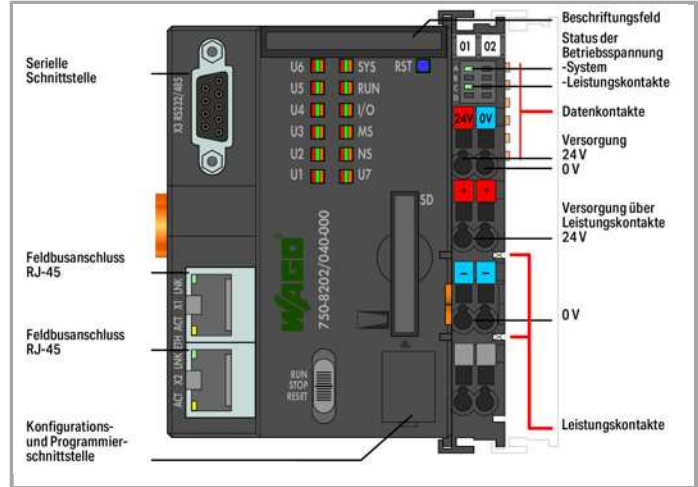 Beschriftungsfeld
Serielle
Schnittstelle
X3 RS232/485
U6 SYS RST
U5 RUN
U4 I/O
U3 MS
U2 NS
U1 U7
01 02
A
B
C
D
Status der
Betriebsspannung
-System
-Leistungskontakte
Datenkontakte
24V 0V
Versorgung
24 V
0 V
+ +
SD
Versorgung über
Leistungskontakte
24 V
Feldbusanschluss
RJ-45
ACT X1 LNK
ETH
WAGO
750-8202/040-000
- -
0 V
Feldbusanschluss
RJ-45
ACT X2 LNK
RUN
STOP
RESET
Konfigurations-
und Programmier-
schnittstelle
Leistungskontakte